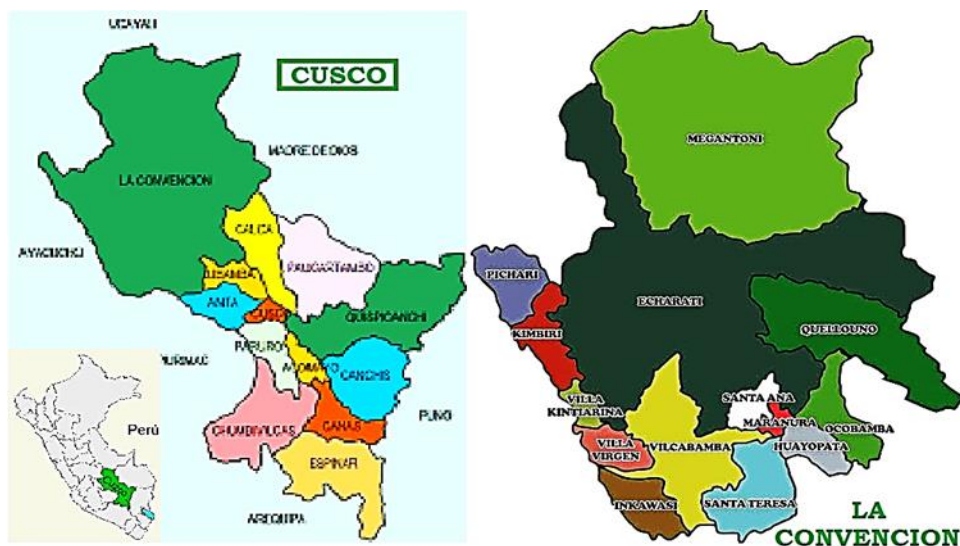 UCAYALI
CUSCO
MADRE DE DIOS
LA CONVENCION
AYACUCHO
CALCA
PAUCARTAMBO
URUBAMBA
ANTA
CUSCO
QUISPICANCHI
PARURO
ACOMAYO
CANCHIS
PURIMAC
CHUMBIVILCAS
CANAS
PUNO
ESPINAR
AREQUIPA
Perú
MEGANTONI
PICHARI
ECHARATI
KIMBIRI
QUELLOUNO
VILLA
KINTIARINA
SANTA ANA
MARANURA
OCOBAMBA
VILLA
VIRGEN
VILCABAMBA
HUAYOPATA
INKAWASI
SANTA TERESA
LA
CONVENCION